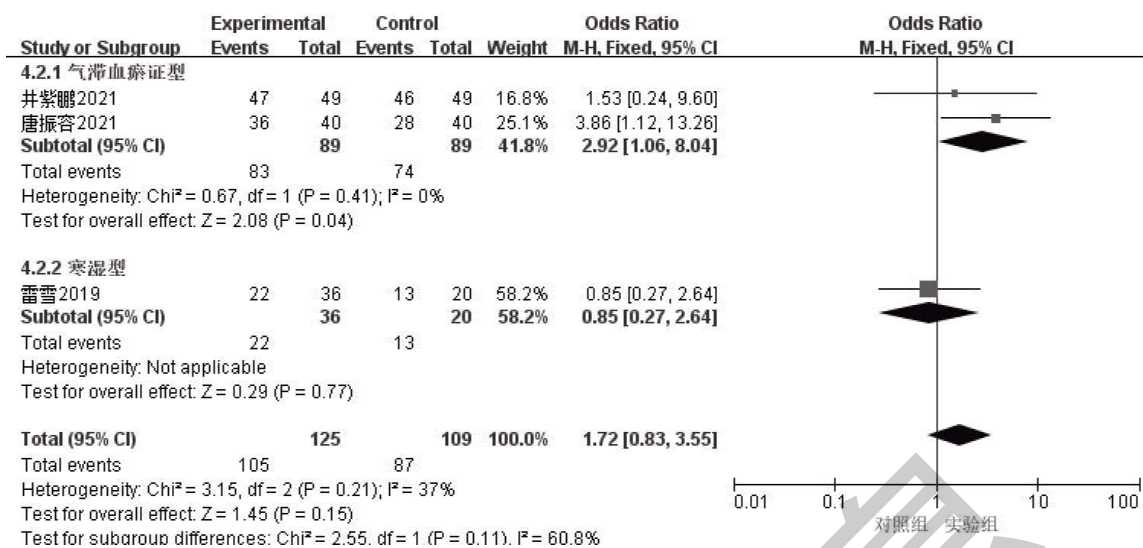 Experimental Control Odds Ratio Odds Ratio
Study or Subgroup Events Total Events Total Weight M-H, Fixed, 95% CI M-H, Fixed, 95% CI
4.2.1 气滞血瘀证型
井紫鹏2021 47 49 46 49 16.8% 1.53 [0.24, 9.60]
唐振容2021 36 40 28 40 25.1% 3.86 [1.12, 13.26]
Subtotal (95% CI) 89 89 41.8% 2.92 [1.06, 8.04]
Total events 83 74
Heterogeneity: Chi² = 0.67, df = 1 (P = 0.41); I² = 0%
Test for overall effect: Z = 2.08 (P = 0.04)
4.2.2 寒湿型
雷雪2019 22 36 13 20 58.2% 0.85 [0.27, 2.64]
Subtotal (95% CI) 36 20 58.2% 0.85 [0.27, 2.64]
Total events 22 13
Heterogeneity: Not applicable
Test for overall effect: Z = 0.29 (P = 0.77)
Total (95% CI) 125 109 100.0% 1.72 [0.83, 3.55]
Total events 105 87
Heterogeneity: Chi² = 3.15, df = 2 (P = 0.21); I² = 37%
Test for overall effect: Z = 1.45 (P = 0.15)
Test for subgroup differences: Chi² = 2.55, df = 1 (P = 0.11), I² = 60.8%
0.01 0.1 1 10 100
对照组 实验组